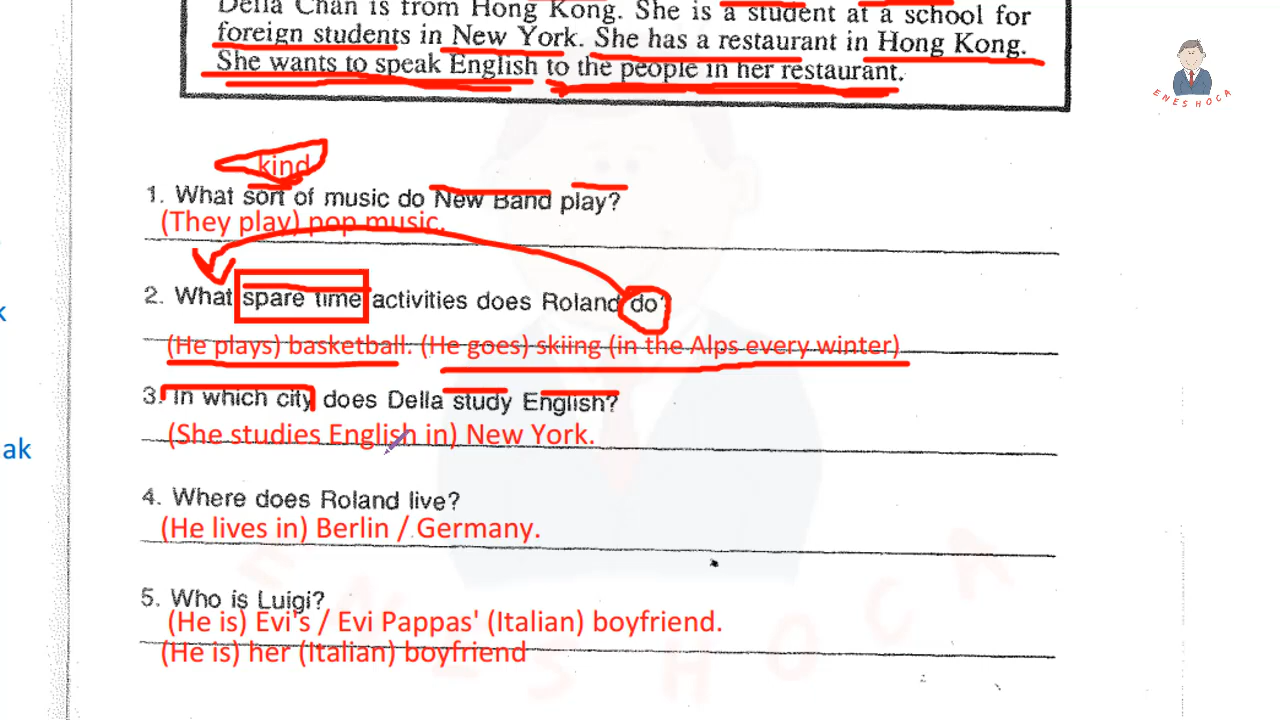 Della Chan is from Hong Kong. She is a student at a school for
foreign students in New York. She has a restaurant in Hong Kong.
She wants to speak English to the people in her restaurant.
ENES HOCA
kind
1. What sort of music do New Band play?
(They play) pop music.
2. What spare time activities does Roland do?
(He plays) basketball. (He goes) skiing (in the Alps every winter)
3. In which city does Della study English?
(She studies English in) New York.
ak
4. Where does Roland live?
(He lives in) Berlin / Germany.
5. Who is Luigi?
(He is) Evi's / Evi Pappas' (Italian) boyfriend.
(He is) her (Italian) boyfriend